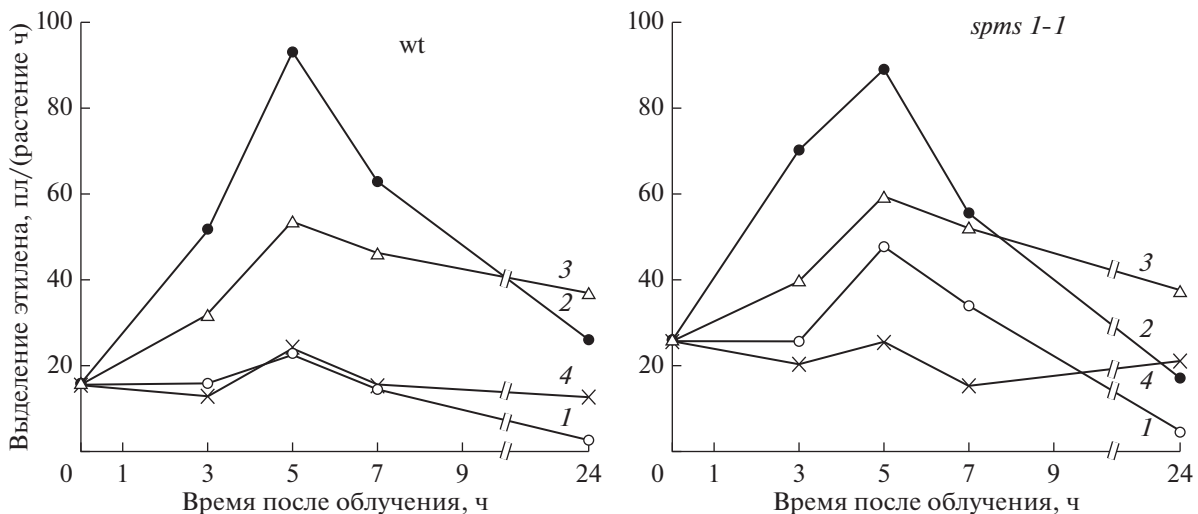 Выделение этилена, пл/(растение ч)
100
80
60
40
20
0
wt
3
2
4
1
1 3 5 7 9 24
Время после облучения, ч
100
80
60
40
20
0
spms 1-1
3
2
4
1
1 3 5 7 9 24
Время после облучения, ч